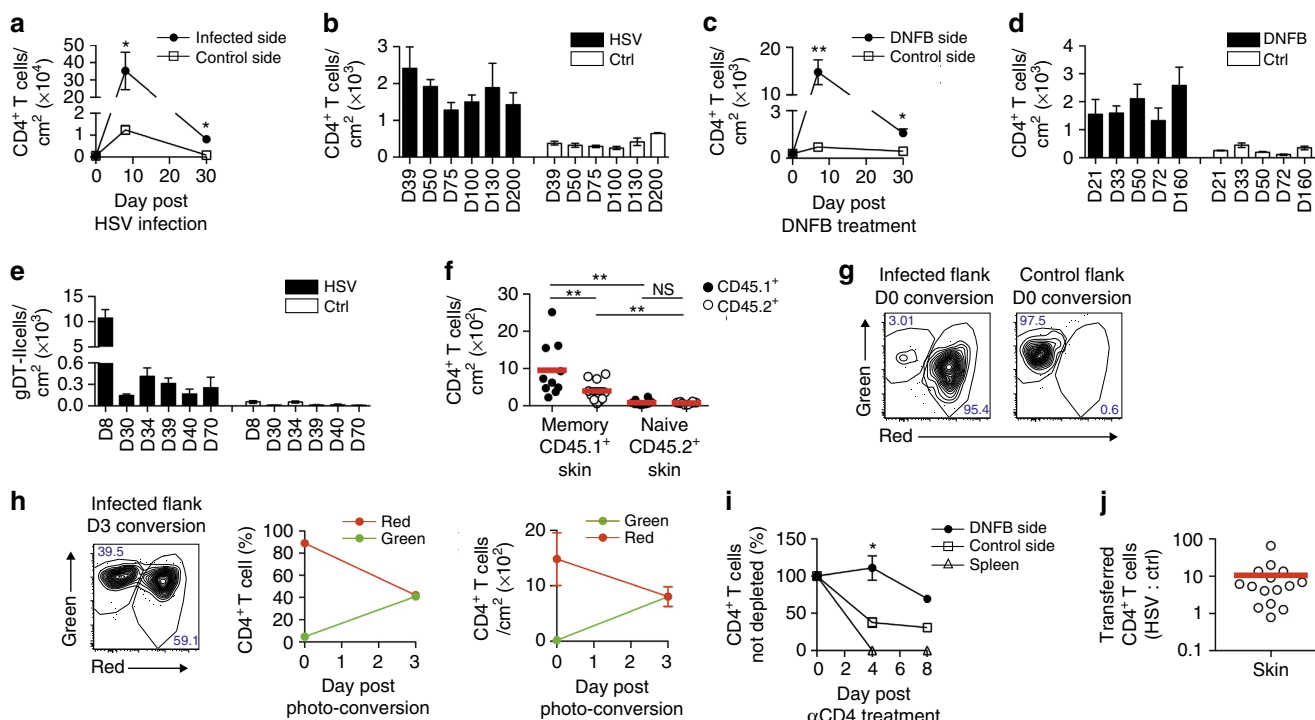 a
Infected side
Control side
CD4+ T cells/
cm2 (×10⁴)
50
40
30
20
10
2
1
0
*
*
0 10 20 30
Day post
HSV infection
b
HSV
Ctrl
CD4+ T cells/
cm2 (×10³)
3
2
1
0
D39 D50 D75 D100 D130 D200 D39 D50 D75 D100 D130 D200
c
DNFB side
Control side
CD4+ T cells/
cm2 (×10³)
20
10
3
0
**
*
0 10 20 30
Day post
DNFB treatment
d
DNFB
Ctrl
CD4+ T cells/
cm2 (×10³)
4
3
2
1
0
D21 D33 D50 D72 D160 D21 D33 D50 D72 D160
e
HSV
Ctrl
gDT-IIcells/
cm2 (×10³)
15
10
5
0.6
0.3
0.0
D8 D30 D34 D39 D40 D70 D8 D30 D34 D39 D40 D70
f
CD45.1+
CD45.2+
CD4+ T cells/
cm2 (×10²)
30
20
10
0
**
** NS
**
Memory Naive
CD45.1+ CD45.2+
skin skin
g
Infected flank Control flank
D0 conversion D0 conversion
3.01
95.4
97.5
0.6
Green
Red
h
Infected flank
D3 conversion
39.5
59.1
Green
Red
Red
Green
CD4+ T cell (%)
100
80
60
40
20
0
0 1 2 3
Day post
photo-conversion
Green
Red
CD4+ T cells
/cm2 (×10²)
20
10
0
0 1 2 3
Day post
photo-conversion
i
DNFB side
Control side
Spleen
CD4+ T cells
not depleted (%)
150
100
50
0
*
0 2 4 6 8
Day post
αCD4 treatment
j
Transferred
CD4+ T cells
(HSV : ctrl)
100
10
1
0.1
Skin